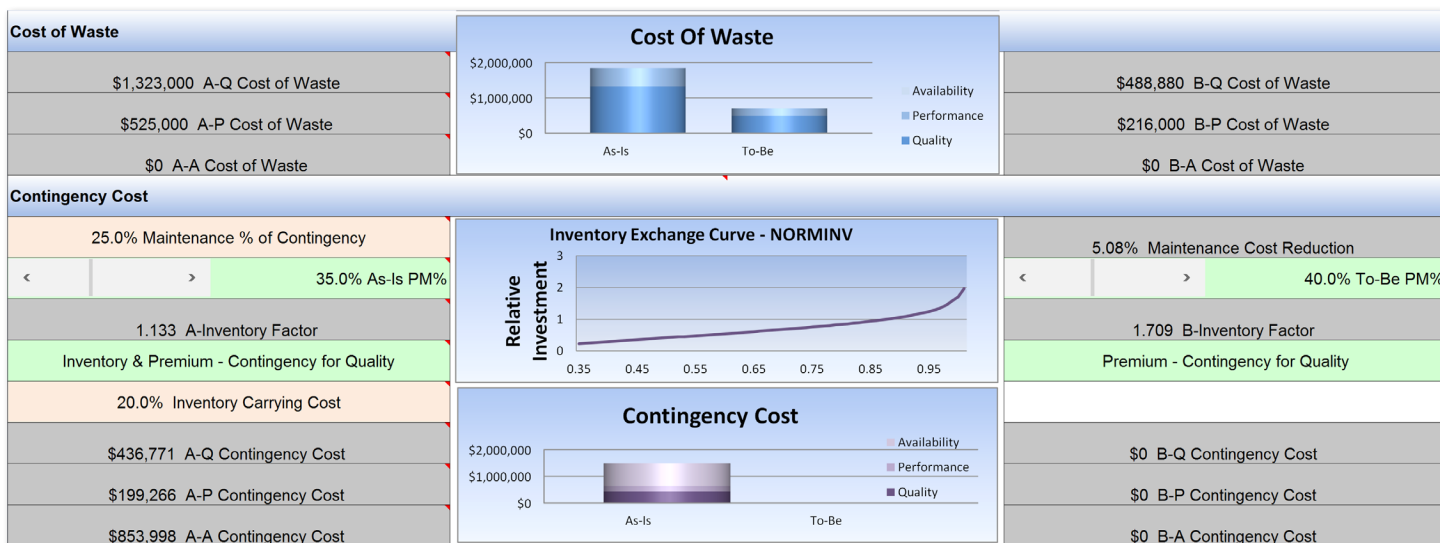 Cost of Waste
$1,323,000 A-Q Cost of Waste
$525,000 A-P Cost of Waste
$0 A-A Cost of Waste
Cost Of Waste
$2,000,000
$1,000,000
$0
As-Is
To-Be
Availability
Performance
Quality
$488,880 B-Q Cost of Waste
$216,000 B-P Cost of Waste
$0 B-A Cost of Waste
Contingency Cost
25.0% Maintenance % of Contingency
< > 35.0% As-Is PM%
1.133 A-Inventory Factor
Inventory & Premium - Contingency for Quality
20.0% Inventory Carrying Cost
$436,771 A-Q Contingency Cost
$199,266 A-P Contingency Cost
$853,998 A-A Contingency Cost
Inventory Exchange Curve - NORMINV
Relative
Investment
3
2
1
0
0.35 0.45 0.55 0.65 0.75 0.85 0.95
Contingency Cost
$2,000,000
$1,000,000
$0
As-Is
To-Be
Availability
Performance
Quality
5.08% Maintenance Cost Reduction
< > 40.0% To-Be PM%
1.709 B-Inventory Factor
Premium - Contingency for Quality
$0 B-Q Contingency Cost
$0 B-P Contingency Cost
$0 B-A Contingency Cost